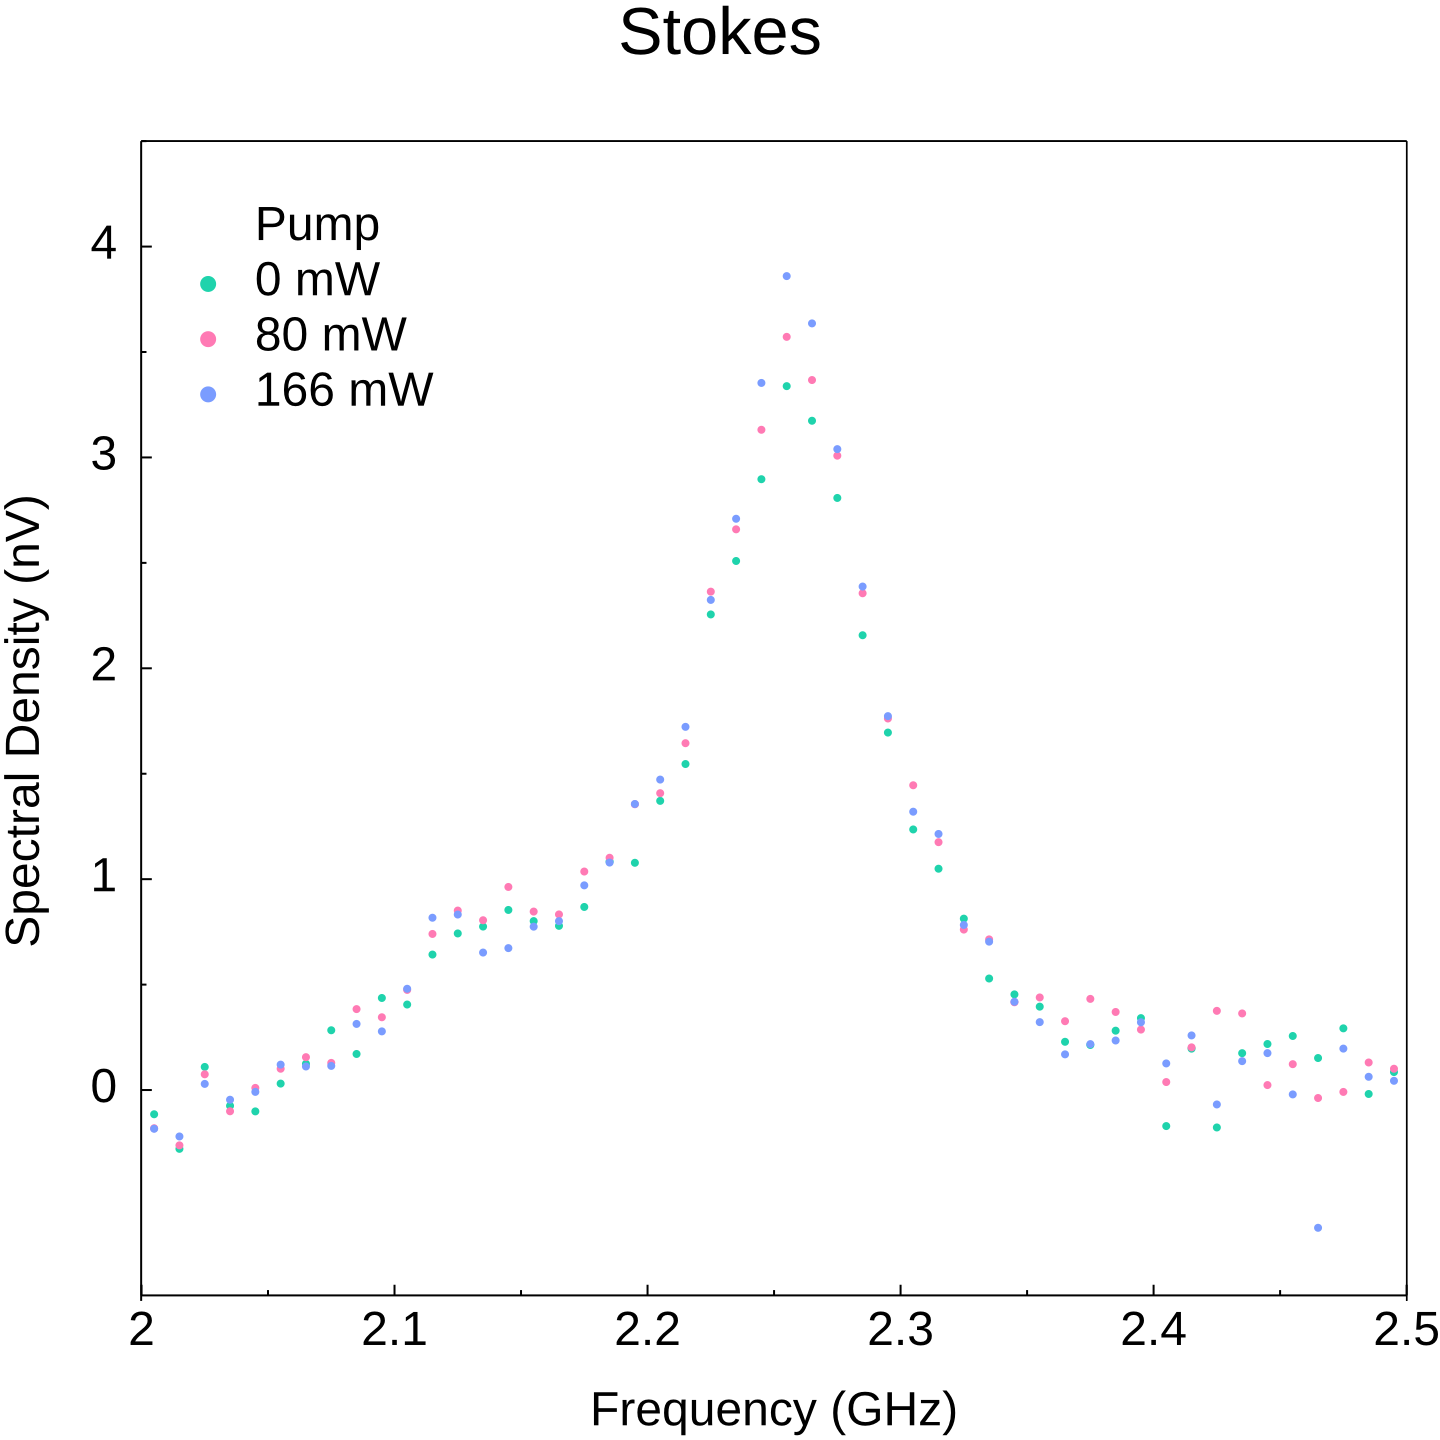 Stokes
Pump
0 mW
80 mW
166 mW
4
3
2
1
0
Spectral Density (nV)
2 2.1 2.2 2.3 2.4 2.5
Frequency (GHz)